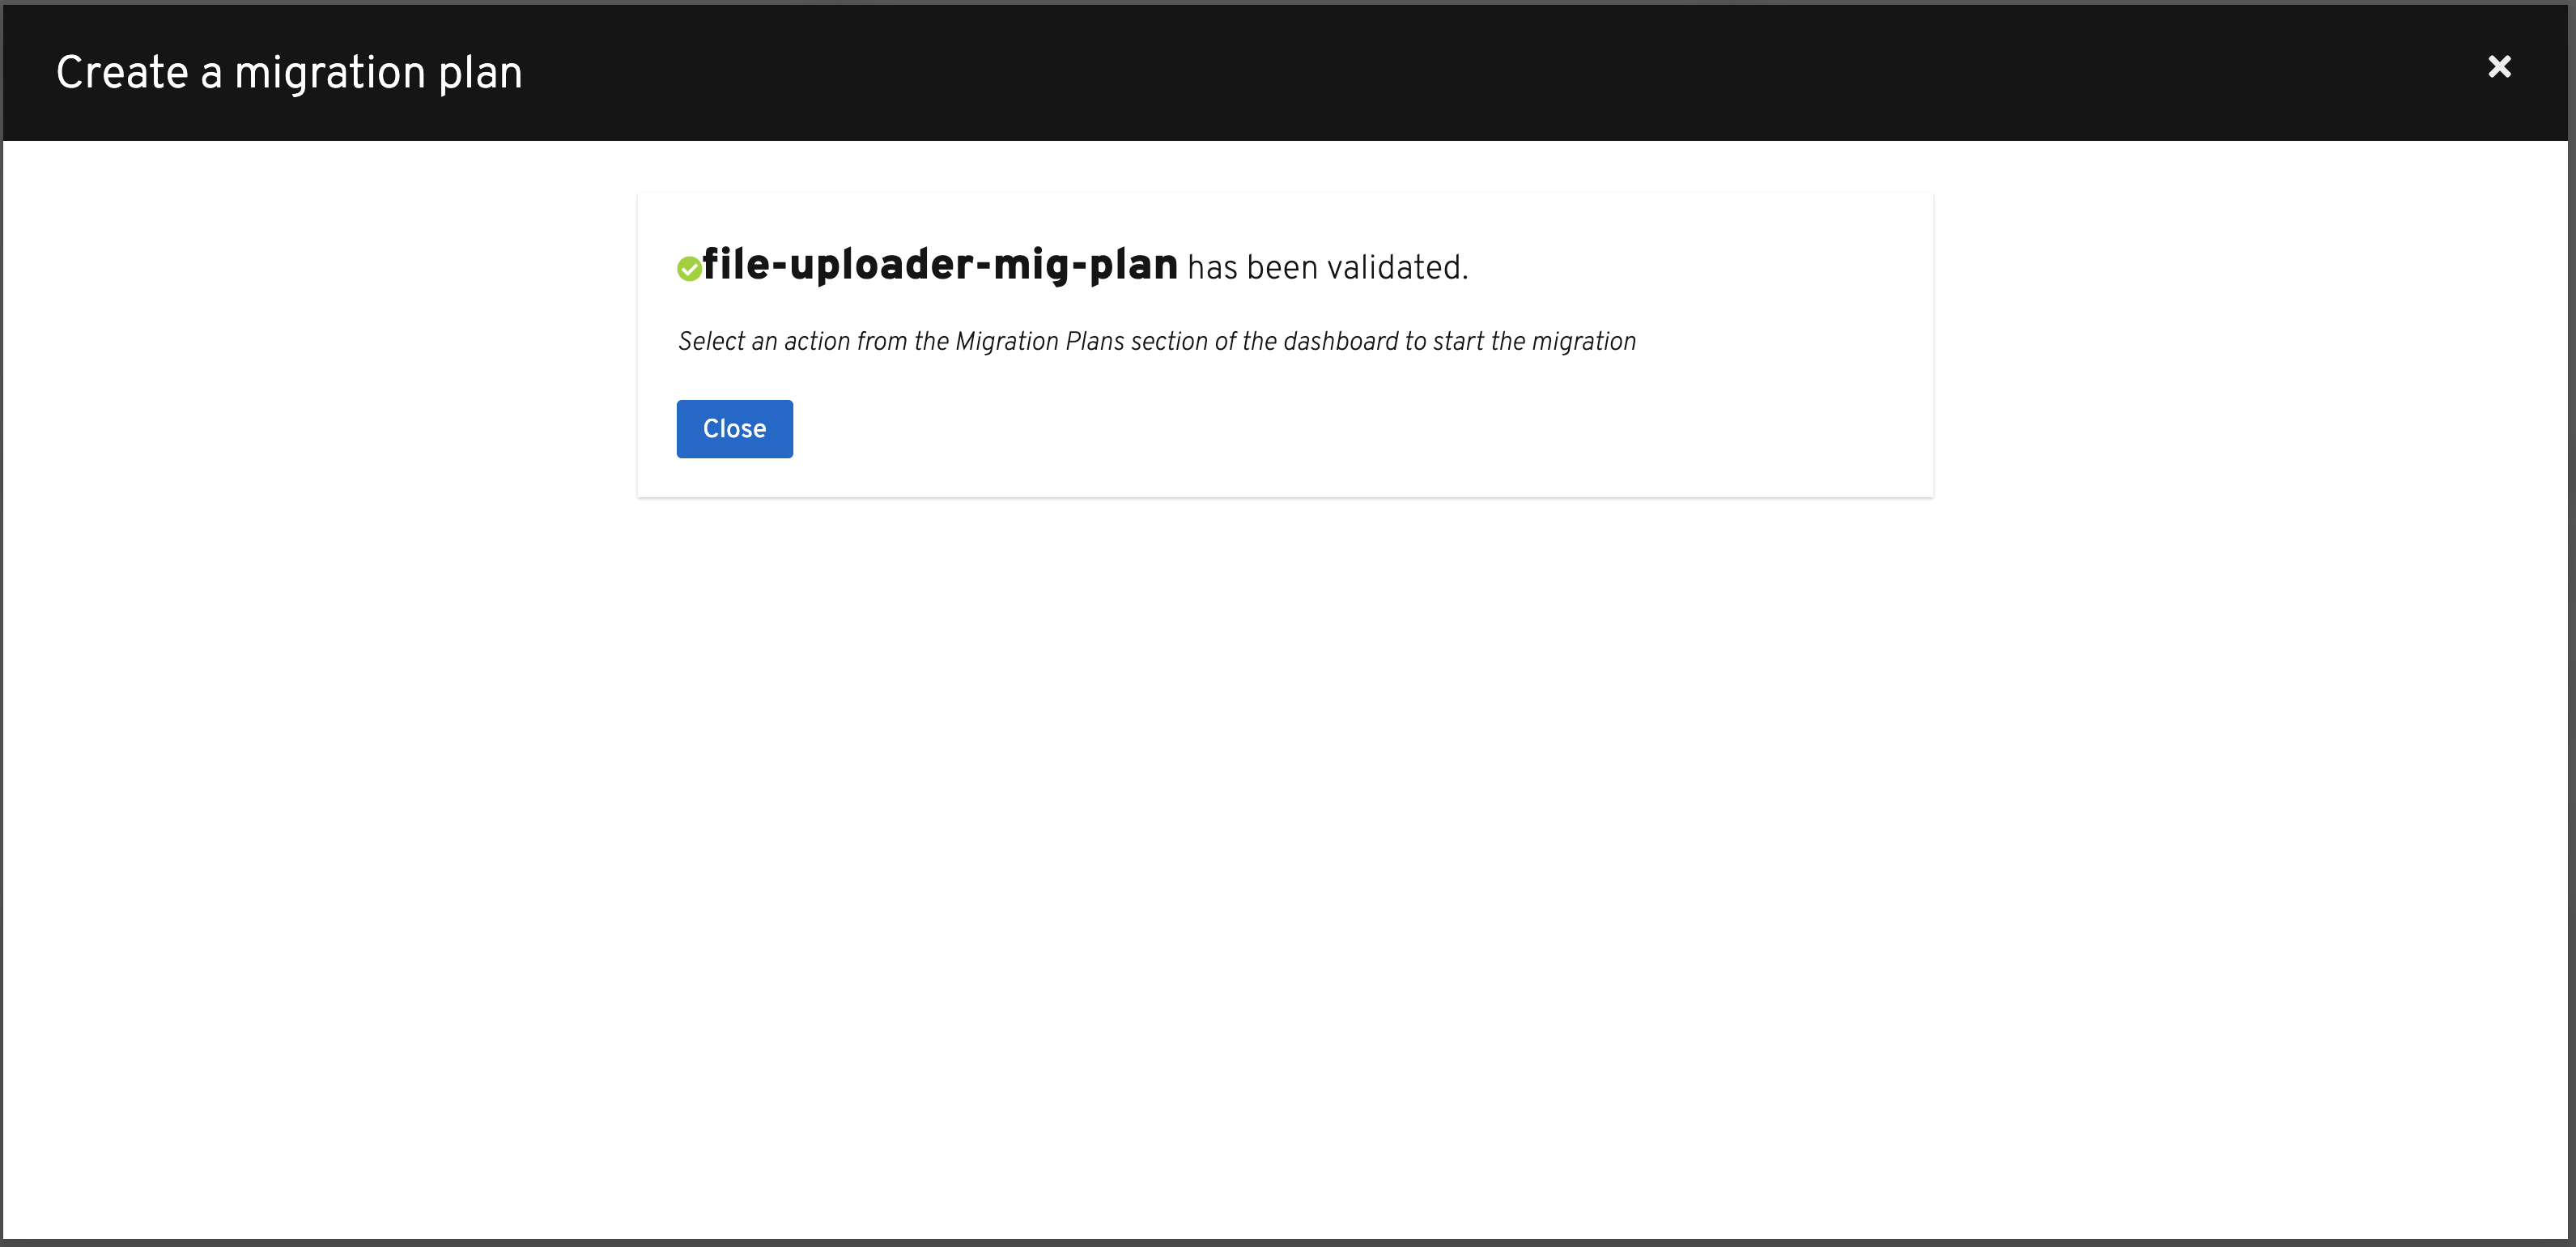 Create a migration plan
file-uploader-mig-plan has been validated.
Select an action from the Migration Plans section of the dashboard to start the migration
Close